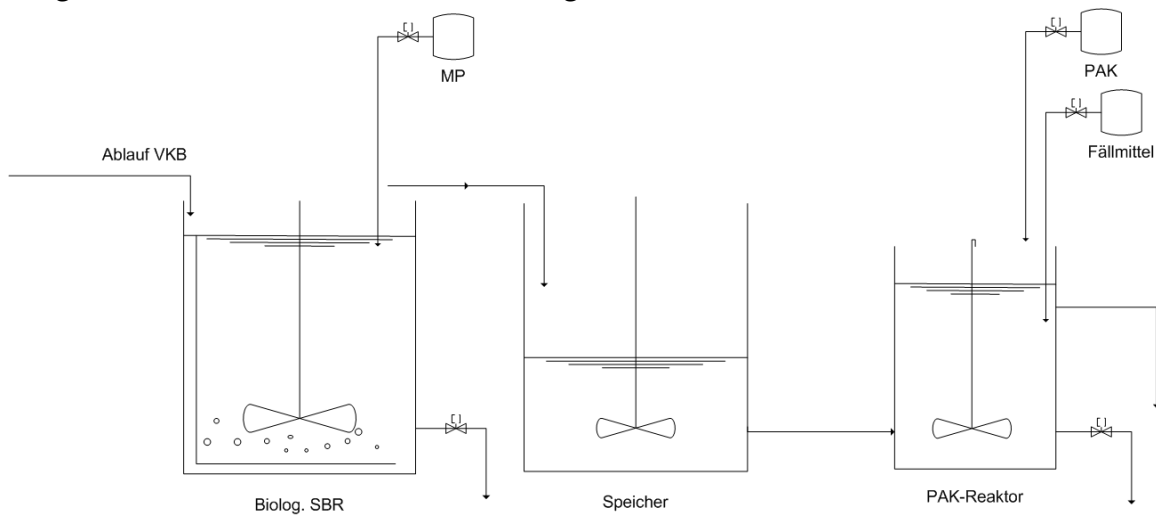 MP
PAK
Fällmittel
Ablauf VKB
Biolog. SBR
Speicher
PAK-Reaktor